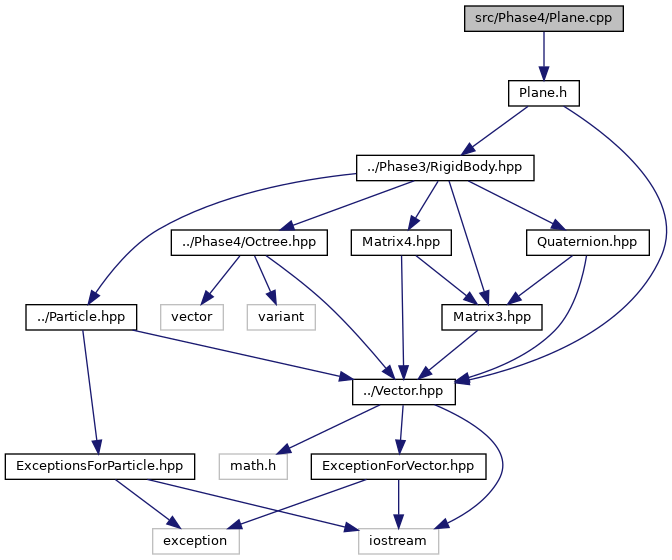 src/Phase4/Plane.cpp
Plane.h
../Phase3/RigidBody.hpp
../Phase4/Octree.hpp
Matrix4.hpp
Quaternion.hpp
../Particle.hpp
vector
variant
Matrix3.hpp
../Vector.hpp
ExceptionsForParticle.hpp
math.h
ExceptionForVector.hpp
exception
iostream